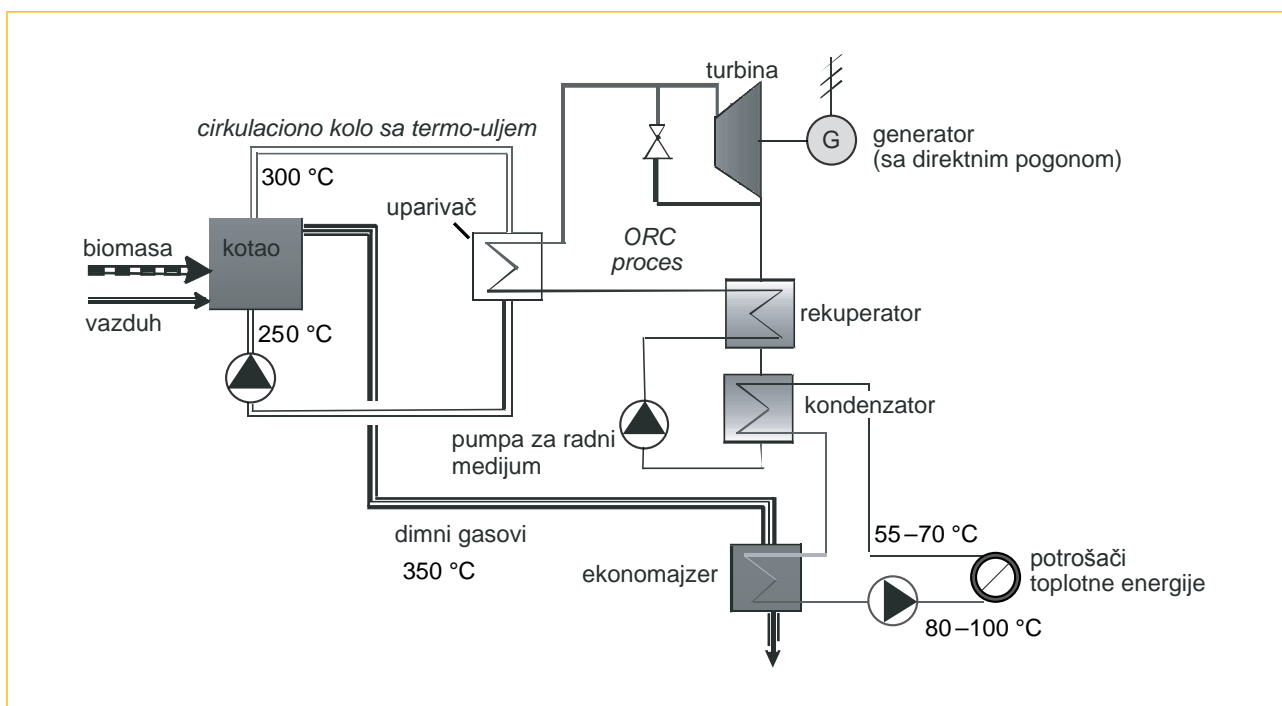 turbina
cirkulaciono kolo sa termo-uljem
G
generator
(sa direktnim pogonom)
300 °C
uparivač
biomasa
kotao
ORC
proces
vazduh
250 °C
rekuperator
kondenzator
pumpa za radni
medijum
dimni gasovi
350 °C
ekonomajzer
55–70 °C
potrošači
toplotne energije
80–100 °C